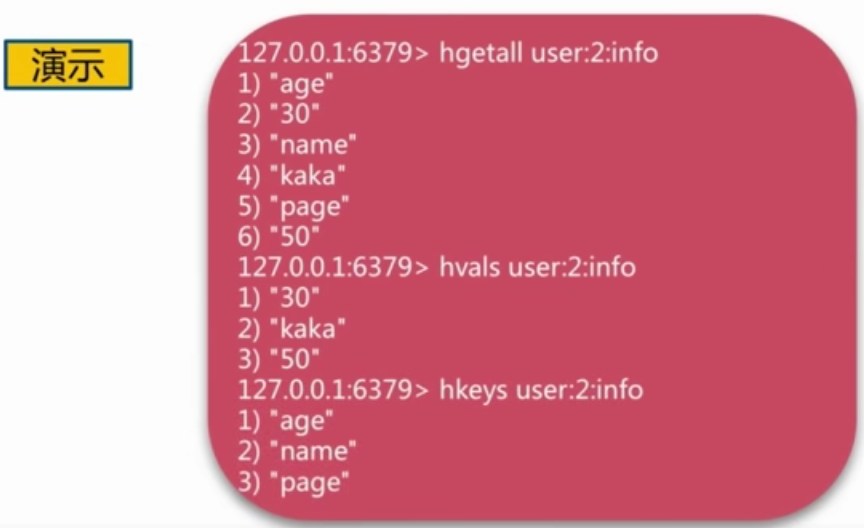 演示
127.0.0.1:6379> hgetall user:2:info
1) "age"
2) "30"
3) "name"
4) "kaka"
5) "page"
6) "50"
127.0.0.1:6379> hvals user:2:info
1) "30"
2) "kaka"
3) "50"
127.0.0.1:6379> hkeys user:2:info
1) "age"
2) "name"
3) "page"